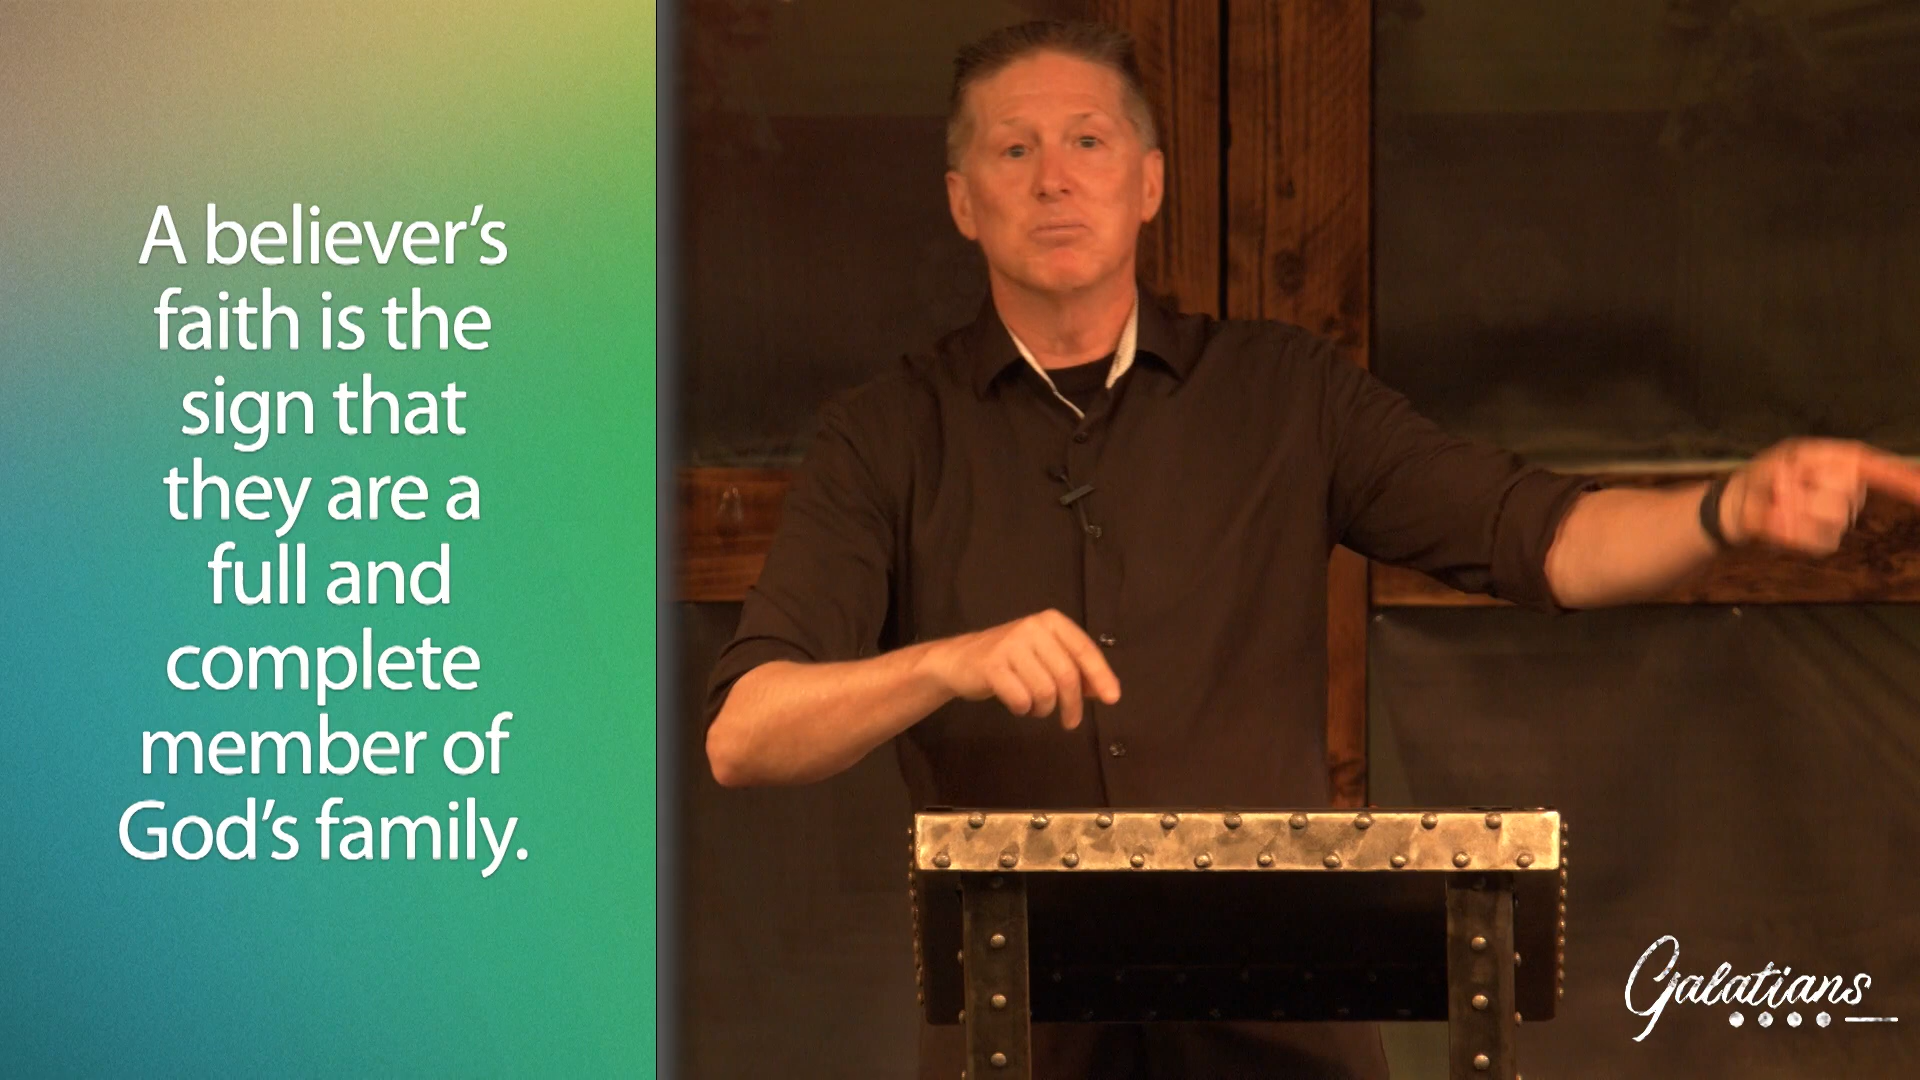 A believer’s
faith is the
sign that
they are a
full and
complete
member of
God’s family.
Galatians